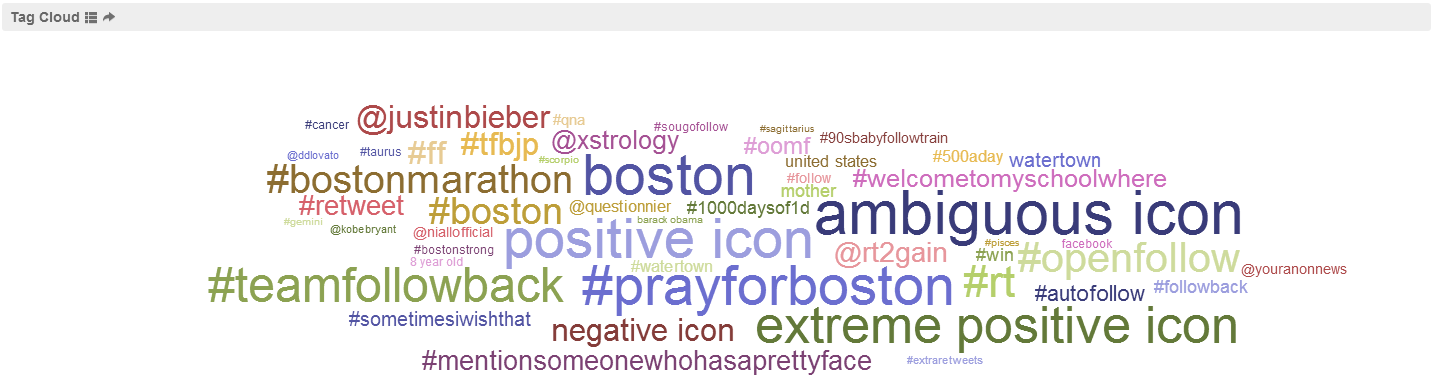 Tag Cloud
#cancer @justinbieber #qna #sougofollow #sagittarius #90sbabyfollowtrain
@ddlovato #taurus #ff #tfbjp @xstrology #oomf #500aday watertown
#scorpio united states
#bostonmarathon boston #follow #welcometomyschoolwhere
mother
#retweet #boston @questionnier #1000daysof1d ambiguous icon
#gemini @kobebryant @niallofficial barack obama
#bostonstrong positive icon @rt2gain #win #pisces facebook
8 year old #watertown #openfollow @youranonnews
#teamfollowback #prayforboston #rt #autofollow #followback
#sometimesiwishthat negative icon extreme positive icon
#mentionsomeonewhohasaprettyface #extraretweets